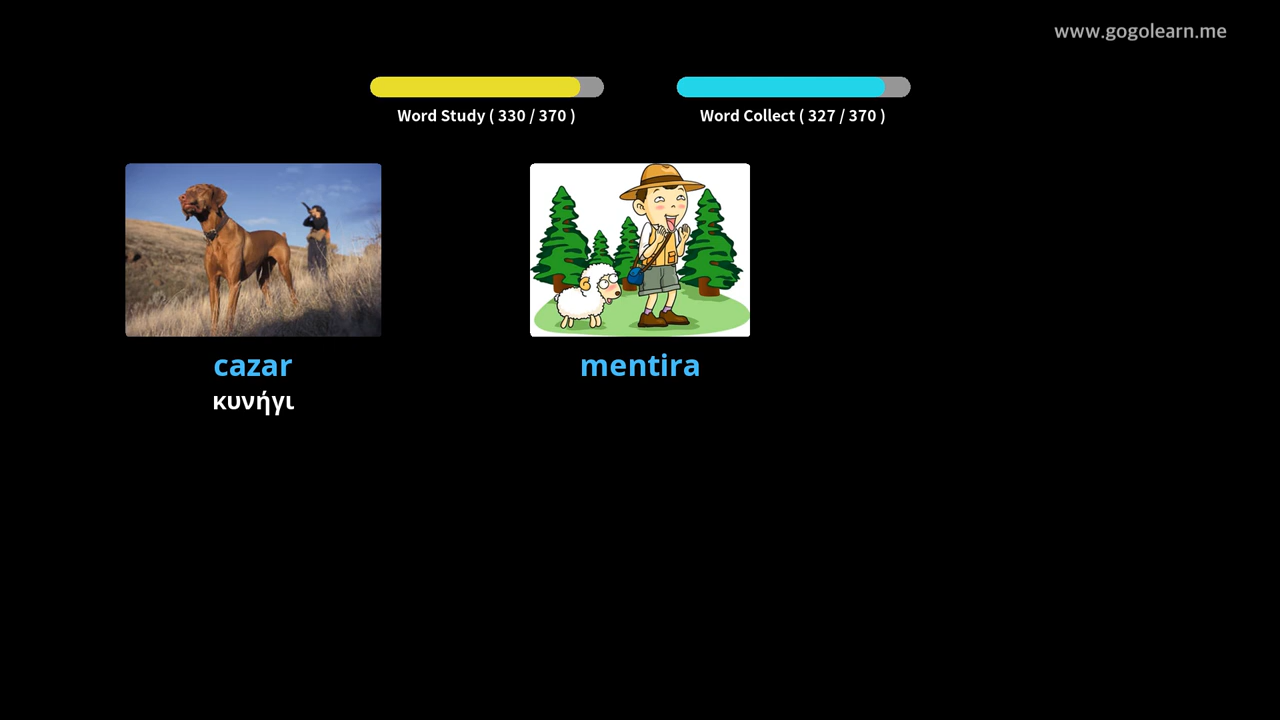 www.gogolearn.me
Word Study ( 330 / 370 )
Word Collect ( 327 / 370 )
cazar
mentira
κυνήγι